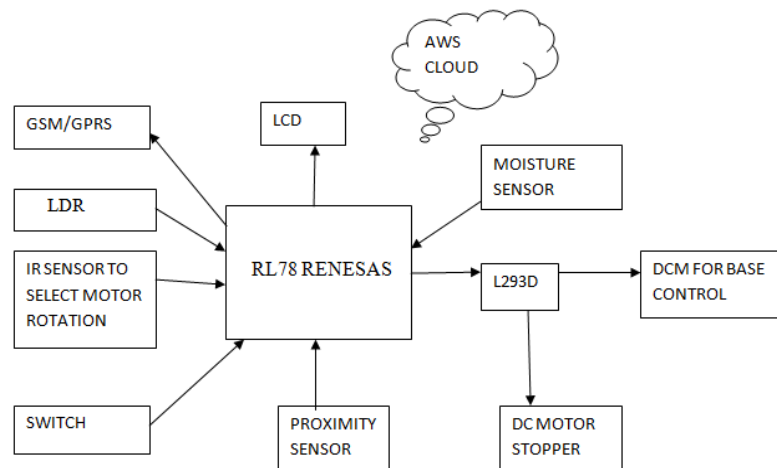 AWS
CLOUD
GSM/GPRS
LCD
MOISTURE
SENSOR
LDR
IR SENSOR TO
SELECT MOTOR
ROTATION
RL78 RENESAS
L293D
DCM FOR BASE
CONTROL
SWITCH
PROXIMITY
SENSOR
DC MOTOR
STOPPER